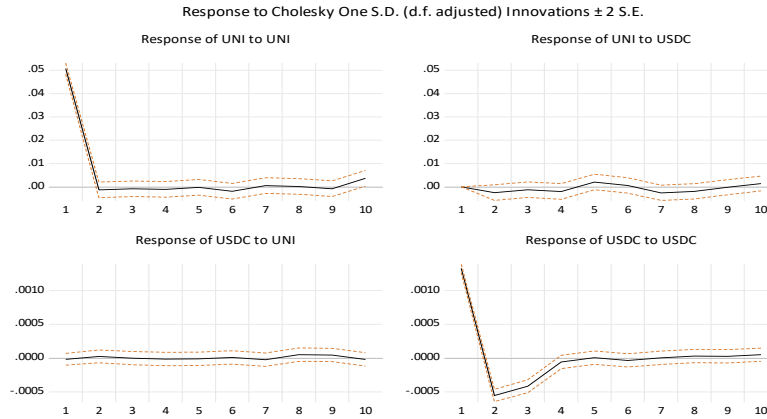 Response to Cholesky One S.D. (d.f. adjusted) Innovations ± 2 S.E.
Response of UNI to UNI
.05
.04
.03
.02
.01
.00
1 2 3 4 5 6 7 8 9 10
Response of UNI to USDC
.05
.04
.03
.02
.01
.00
1 2 3 4 5 6 7 8 9 10
Response of USDC to UNI
.0010
.0005
.0000
-.0005
1 2 3 4 5 6 7 8 9 10
Response of USDC to USDC
.0010
.0005
.0000
-.0005
1 2 3 4 5 6 7 8 9 10